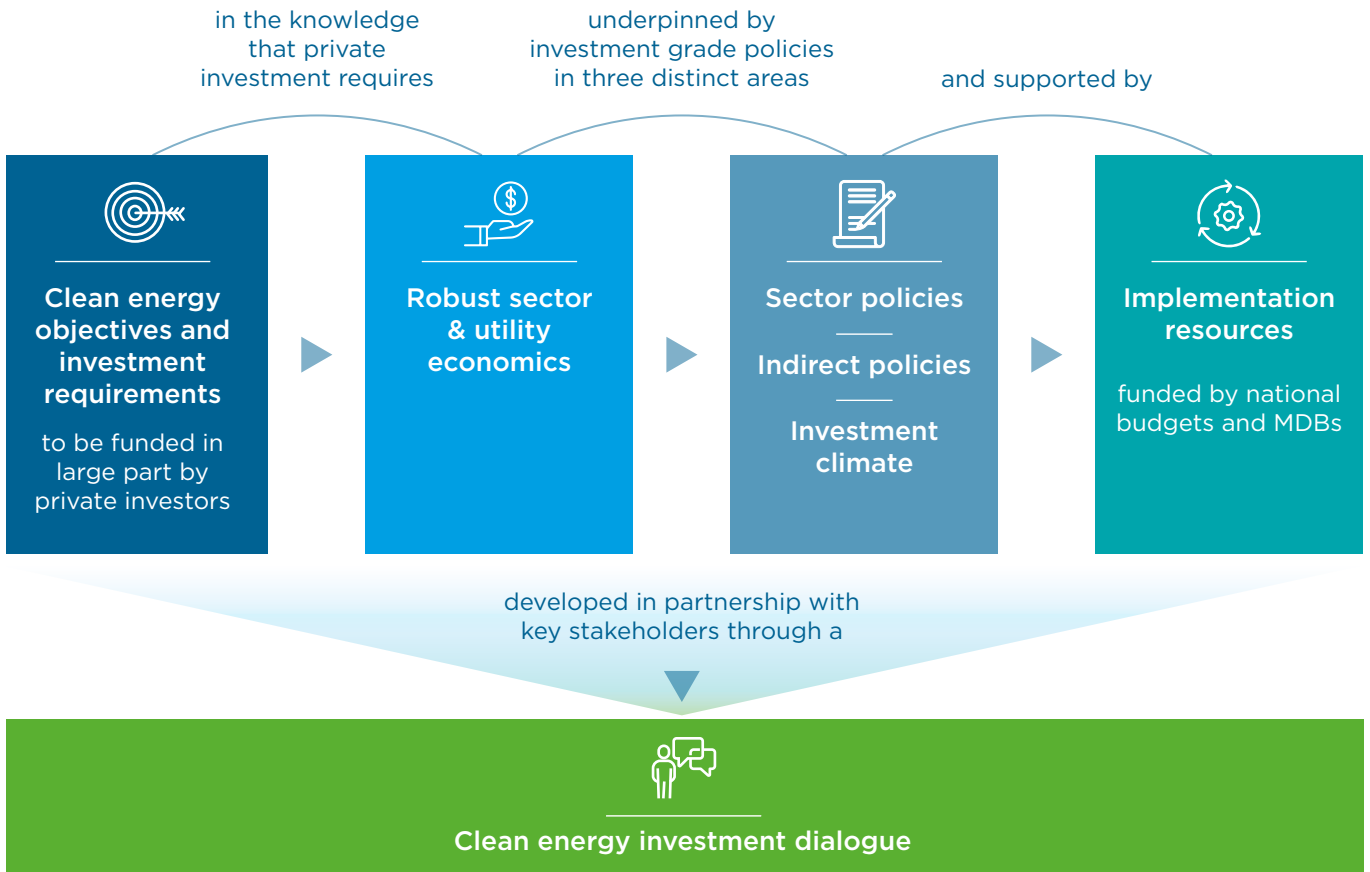 in the knowledge
that private
investment requires
underpinned by
investment grade policies
in three distinct areas
and supported by
Clean energy
objectives and
investment
requirements
to be funded in
large part by
private investors
$
Robust sector
& utility
economics
Sector policies
Indirect policies
Investment
climate
Implementation
resources
funded by national
budgets and MDBs
developed in partnership with
key stakeholders through a
Clean energy investment dialogue